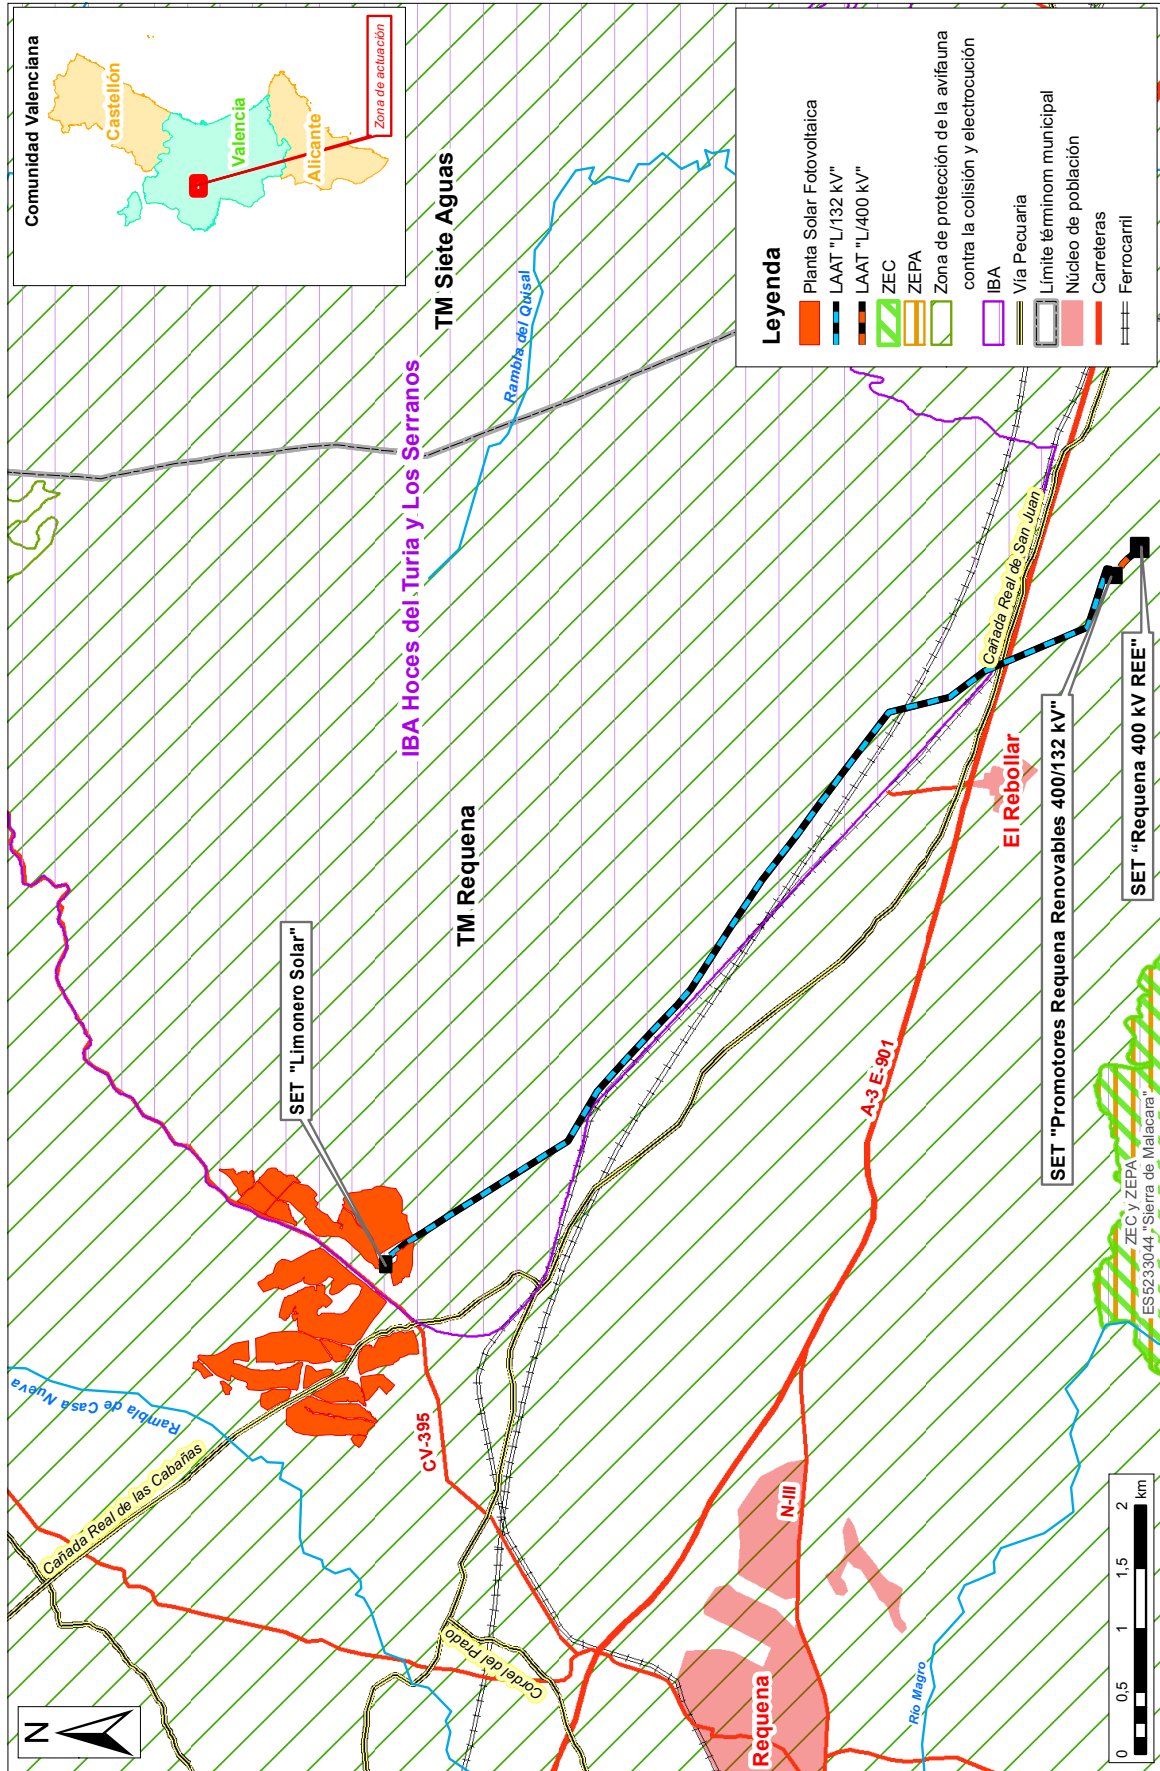 N
Comunidad Valenciana
Castellón
Valencia
Alicante
Zona de actuación
TM Siete Aguas
Rambla del Quisal
IBA Hoces del Turia y Los Serranos
TM Requena
SET "Limonero Solar"
Rambla de Casa Nueva
Cañada Real de las Cabañas
CV-395
Cordel del Prado
Cañada Real de San Juan
El Rebollar
A-3 E-901
N-III
Requena
Río Magro
SET "Promotores Requena Renovables 400/132 kV"
SET “Requena 400 kV REE"
ZEC y ZEPA
ES5233044 "Sierra de Malacara"
Leyenda
Planta Solar Fotovoltaica
LAAT "L/132 kV"
LAAT "L/400 kV"
ZEC
ZEPA
Zona de protección de la avifauna
contra la colisión y electrocución
IBA
Vía Pecuaria
Límite términom municipal
Núcleo de población
Carreteras
Ferrocarril
0 0,5 1 1,5 2
km